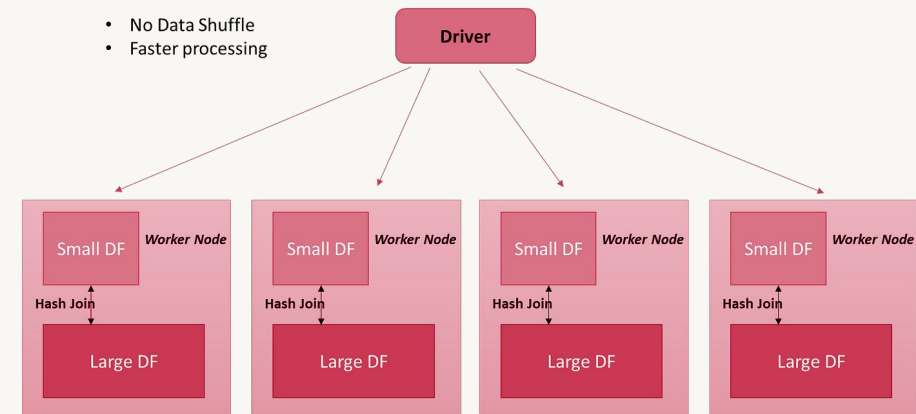 • No Data Shuffle
• Faster processing
Driver
Small DF
Worker Node
Hash Join
Large DF
Small DF
Worker Node
Hash Join
Large DF
Small DF
Worker Node
Hash Join
Large DF
Small DF
Worker Node
Hash Join
Large DF